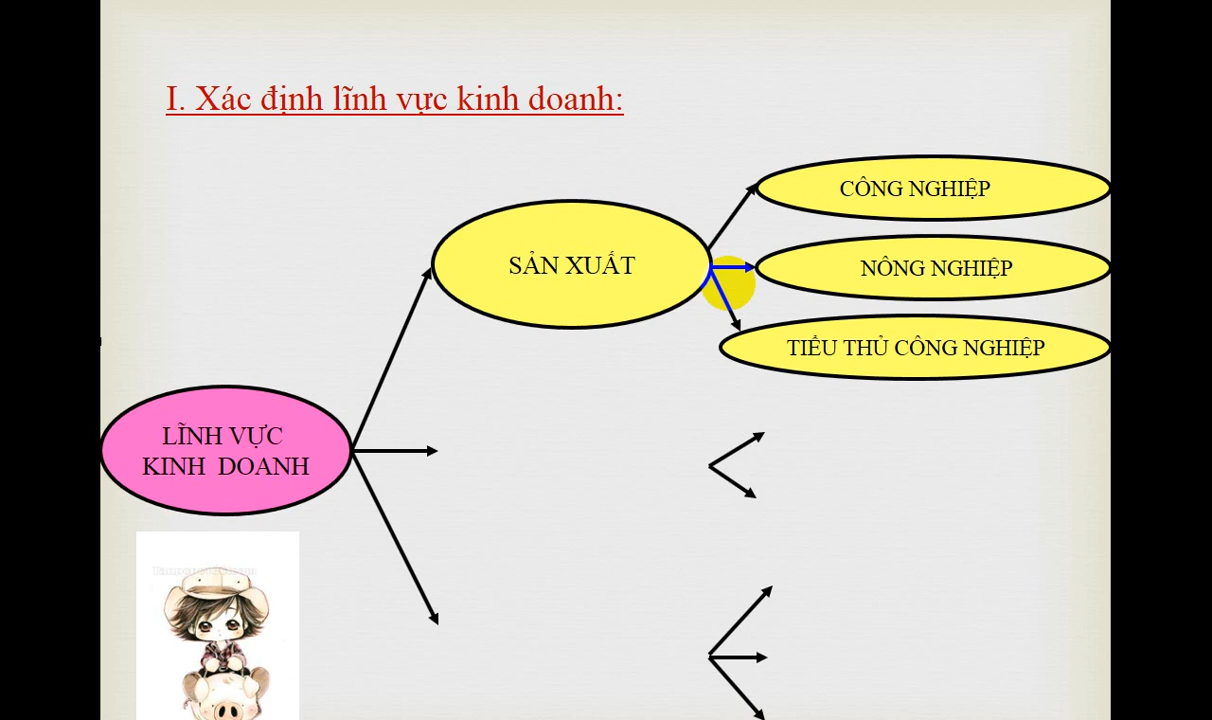 I. Xác định lĩnh vực kinh doanh:
CÔNG NGHIỆP
SẢN XUẤT
NÔNG NGHIỆP
TIỂU THỦ CÔNG NGHIỆP
LĨNH VỰC
KINH DOANH